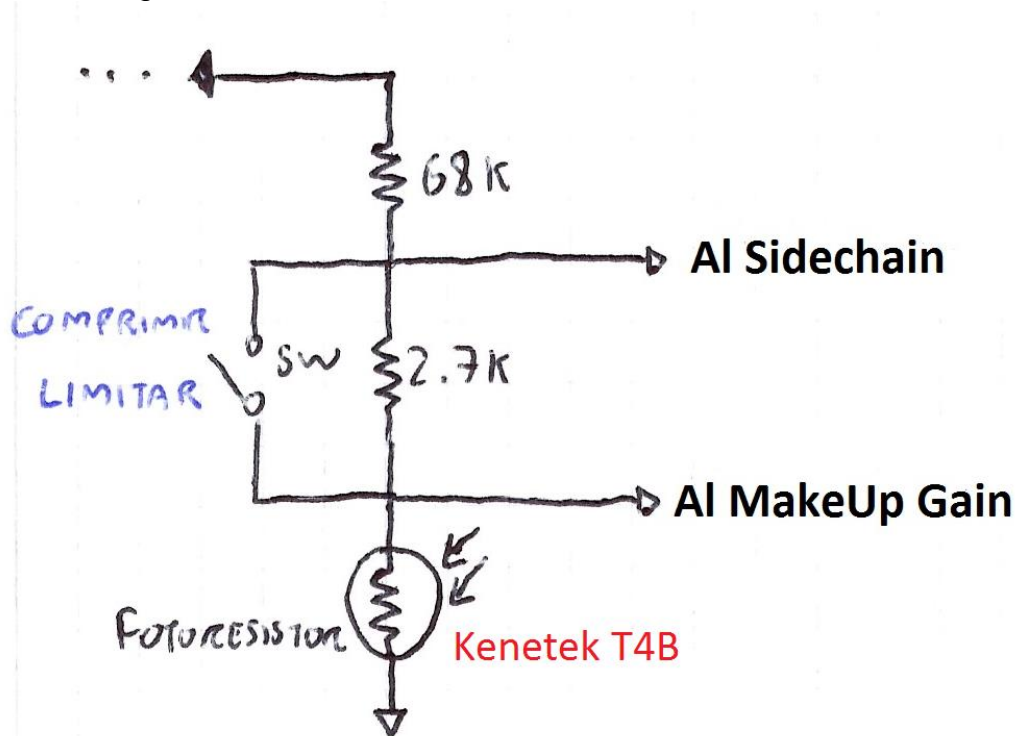 ...
68K
Al Sidechain
COMPRIMIR
SW
2.7K
LIMITAR
Al MakeUp Gain
FOTORESISTOR
Kenetek T4B